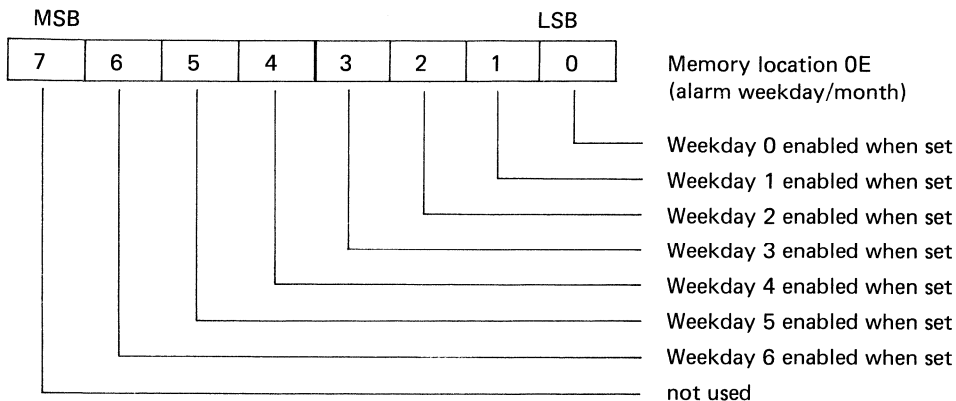 MSB LSB
7 6 5 4 3 2 1 0
Memory location 0E
(alarm weekday/month)
Weekday 0 enabled when set
Weekday 1 enabled when set
Weekday 2 enabled when set
Weekday 3 enabled when set
Weekday 4 enabled when set
Weekday 5 enabled when set
Weekday 6 enabled when set
not used